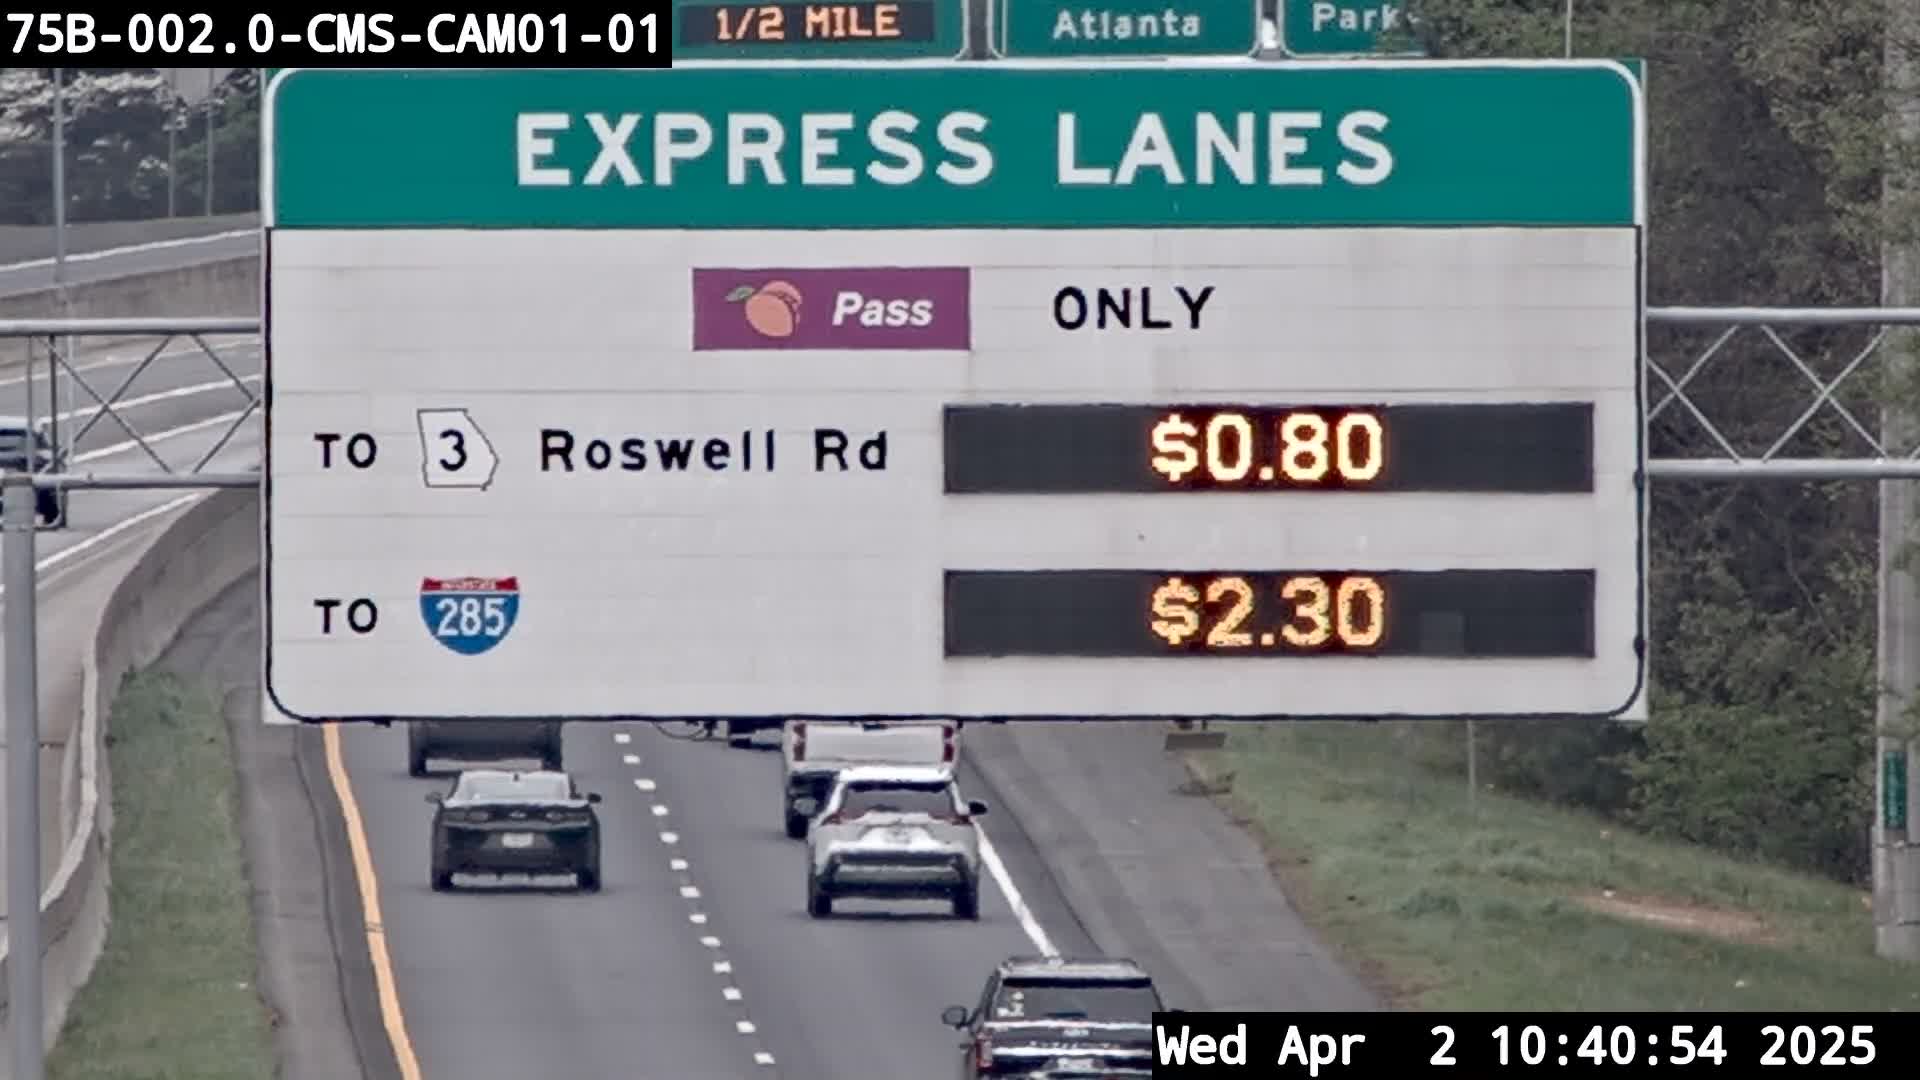 75B-002.0-CMS-CAM01-01
1/2 MILE
Atlanta
EXPRESS LANES
Pass ONLY
TO 3 Roswell Rd $0.80
INTERSTATE
TO 285 $2.30
Wed Apr 2 10:40:54 2025